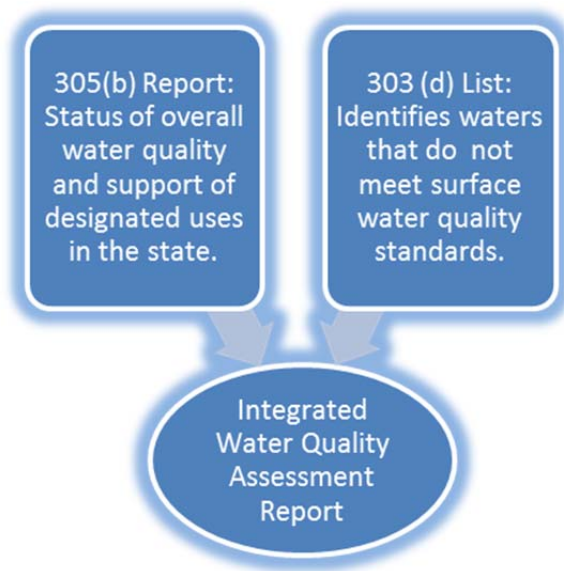 305(b) Report:
Status of overall
water quality
and support of
designated uses
in the state.
303 (d) List:
Identifies waters
that do not
meet surface
water quality
standards.
Integrated
Water Quality
Assessment
Report